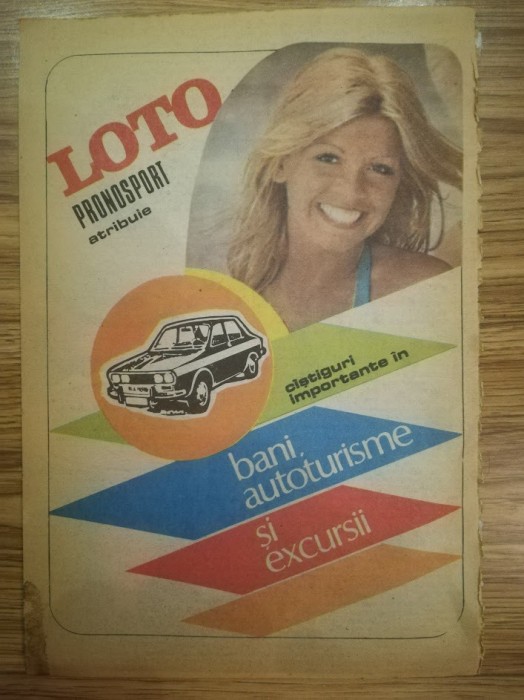 LOTO
PRONOSPORT
atribuie
cîştiguri
importante în
bani,
autoturisme
şi
excursii